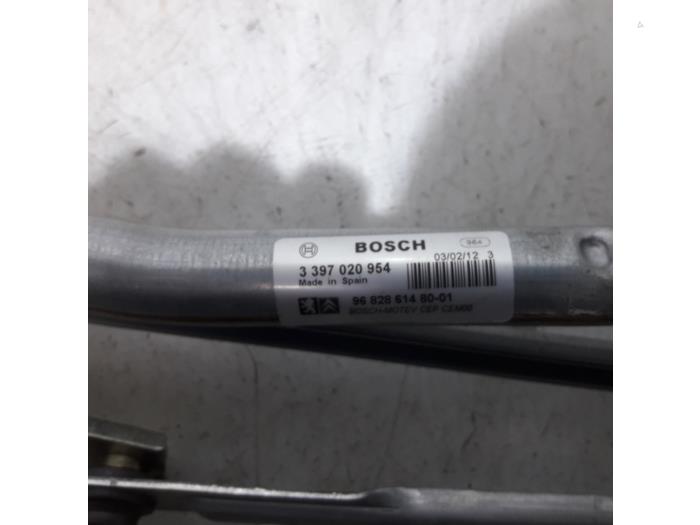 BOSCH 964
3 397 020 954 03/02/12 3
Made in Spain
96 828 614 80-01
BOSCH-MOTEV CEP CEM00